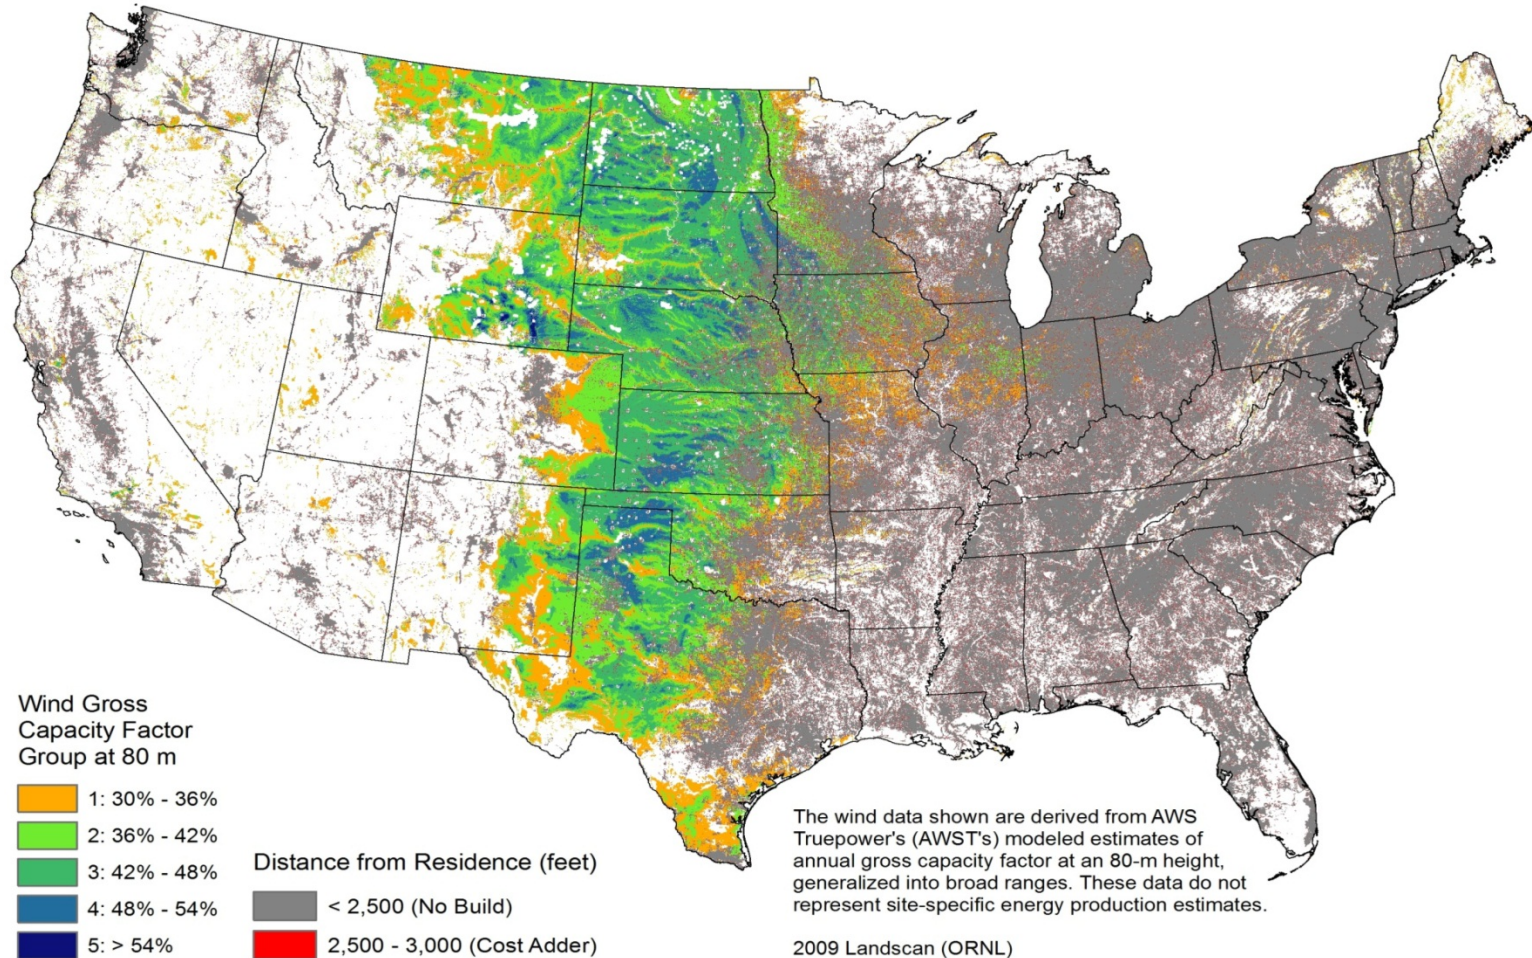 Wind Gross
Capacity Factor
Group at 80 m
1: 30% - 36%
2: 36% - 42%
3: 42% - 48%
4: 48% - 54%
5: > 54%
Distance from Residence (feet)
< 2,500 (No Build)
2,500 - 3,000 (Cost Adder)
The wind data shown are derived from AWS
Truepower's (AWST's) modeled estimates of
annual gross capacity factor at an 80-m height,
generalized into broad ranges. These data do not
represent site-specific energy production estimates.
2009 Landscan (ORNL)